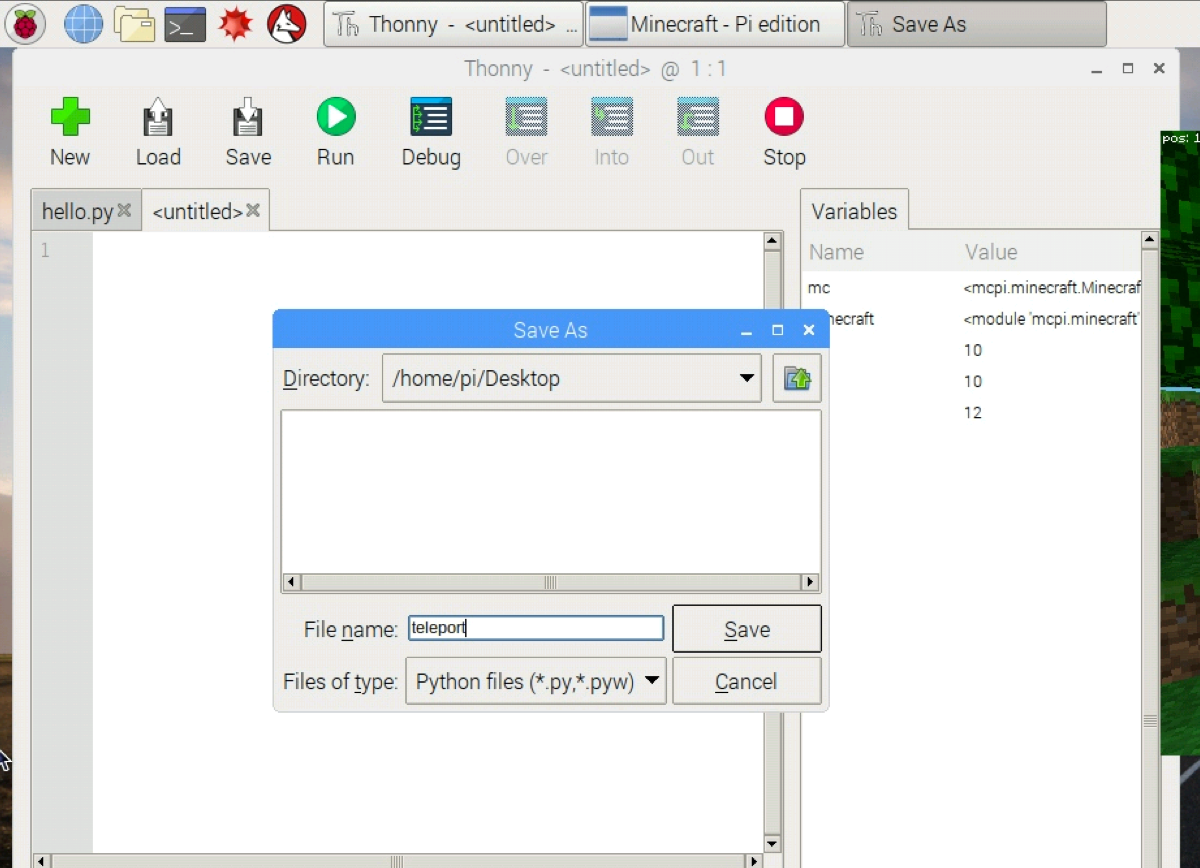 Thonny - <untitled> ...
Minecraft - Pi edition
Save As
Thonny - <untitled> @ 1 : 1
New
Load
Save
Run
Debug
Over
Into
Out
Stop
pos: 1
hello.py
<untitled>
1
Variables
Name
Value
mc
<mcpi.minecraft.Minecraf
necraft
<module 'mcpi.minecraft'
10
10
12
Save As
Directory:
/home/pi/Desktop
File name:
teleport
Save
Files of type:
Python files (*.py,*.pyw)
Cancel